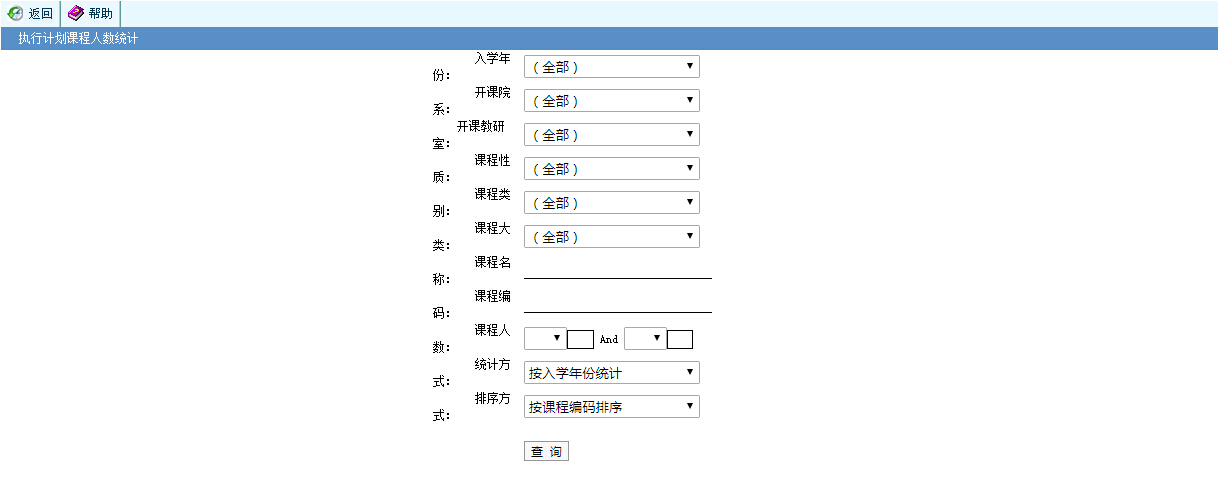 返回 帮助
执行计划课程人数统计
入学年
份： （全部）
开课院
系： （全部）
开课教研
室： （全部）
课程性
质： （全部）
课程类
别： （全部）
课程大
类： （全部）
课程名
称：
课程编
码：
课程人
数： And
统计方
式： 按入学年份统计
排序方
式： 按课程编码排序
查 询